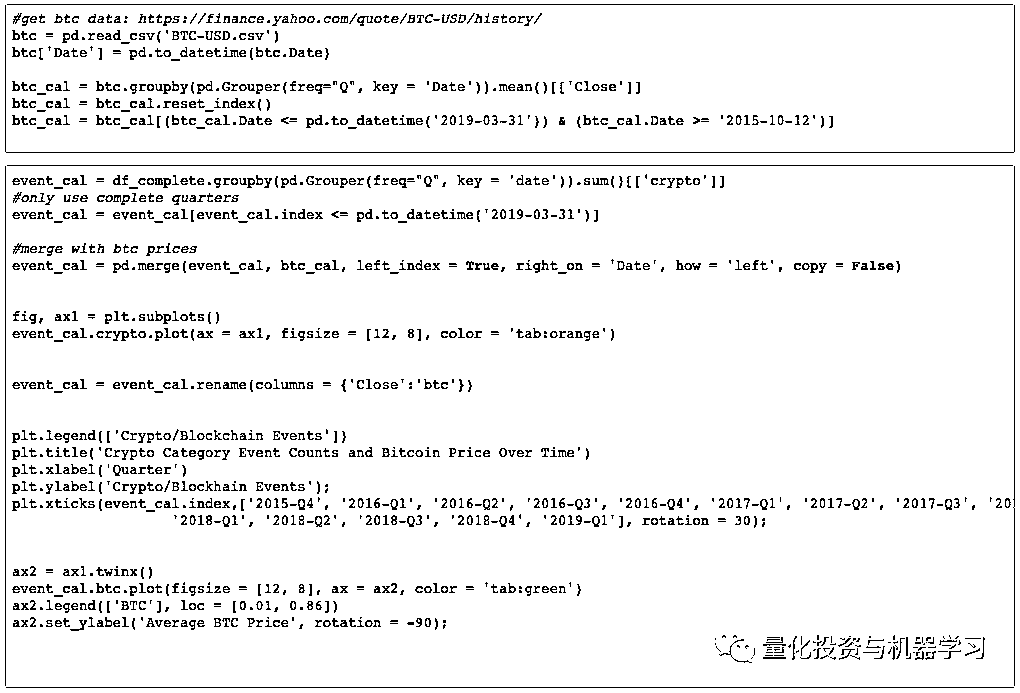 #get btc data: https://finance.yahoo.com/quote/BTC-USD/history/
btc = pd.read_csv('BTC-USD.csv')
btc['Date'] = pd.to_datetime(btc.Date)
btc_cal = btc.groupby(pd.Grouper(freq="Q", key = 'Date')).mean()[['Close']]
btc_cal = btc_cal.reset_index()
btc_cal = btc_cal[(btc_cal.Date <= pd.to_datetime('2019-03-31')) & (btc_cal.Date >= '2015-10-12')]
event_cal = df_complete.groupby(pd.Grouper(freq="Q", key = 'date')).sum()[['crypto']]
#only use complete quarters
event_cal = event_cal[event_cal.index <= pd.to_datetime('2019-03-31')]
#merge with btc prices
event_cal = pd.merge(event_cal, btc_cal, left_index = True, right_on = 'Date', how = 'left', copy = False)
fig, ax1 = plt.subplots()
event_cal.crypto.plot(ax = ax1, figsize = [12, 8], color = 'tab:orange')
event_cal = event_cal.rename(columns = {'Close':'btc'})
plt.legend(['Crypto/Blockchain Events'])
plt.title('Crypto Category Event Counts and Bitcoin Price Over Time')
plt.xlabel('Quarter')
plt.ylabel('Crypto/Blockhain Events');
plt.xticks(event_cal.index,['2015-Q4', '2016-Q1', '2016-Q2', '2016-Q3', '2016-Q4', '2017-Q1', '2017-Q2', '2017-Q3',
'2018-Q1', '2018-Q2', '2018-Q3', '2018-Q4', '2019-Q1'], rotation = 30);
ax2 = ax1.twinx()
event_cal.btc.plot(figsize = [12, 8], ax = ax2, color = 'tab:green')
ax2.legend(['BTC'], loc = [0.01, 0.86])
ax2.set_ylabel('Average BTC Price', rotation = -90);
量化投资与机器学习